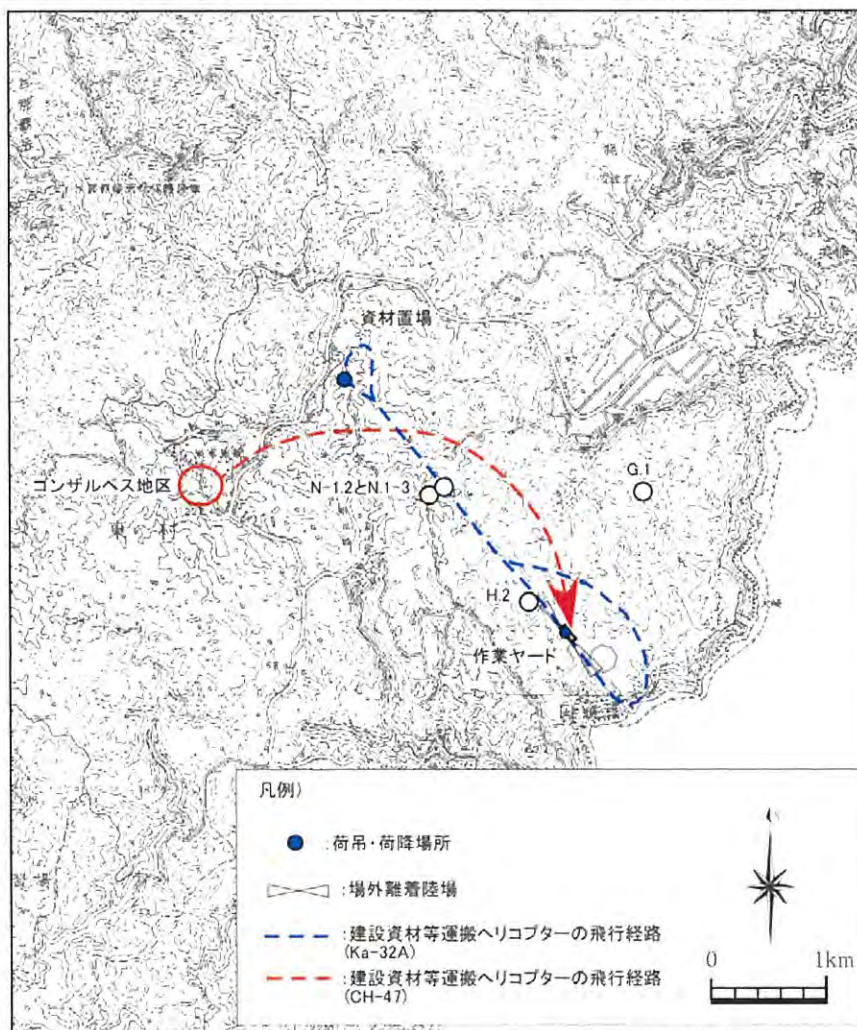 資材置場
コンザルベス地区
N-1.2とN.1-3
G.1
東 村
H.2
作業ヤード
凡例)
:荷吊・荷降場所
:場外離着陸場
:建設資材等運搬ヘリコプターの飛行経路
(Ka-32A)
:建設資材等運搬ヘリコプターの飛行経路
(CH-47)
0 1km